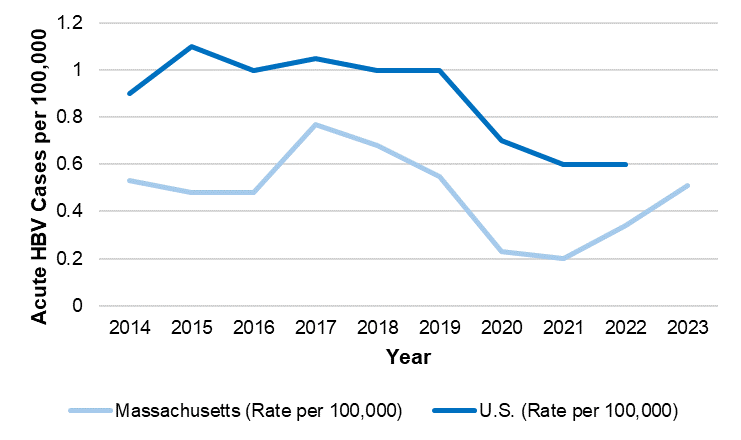 Acute HBV Cases per 100,000
1.2
1
0.8
0.6
0.4
0.2
0
2014 2015 2016 2017 2018 2019 2020 2021 2022 2023
Year
Massachusetts (Rate per 100,000) U.S. (Rate per 100,000)